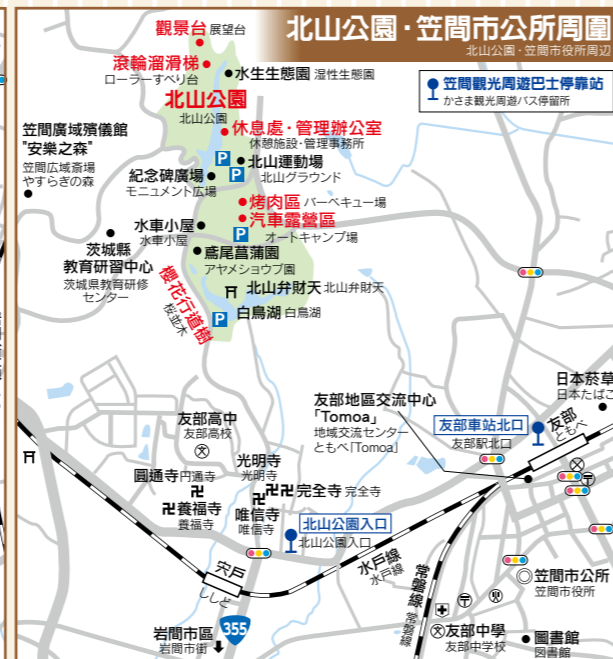 北山公園・笠間市公所周圍
北山公園・笠間市役所周辺
笠間觀光周遊巴士停靠站
かさま観光周遊バス停留所
觀景台 展望台
滾輪溜滑梯
ローラーすべり台
水生生態園 湿性生態園
北山公園
北山公園
笠間廣域殯儀館
"安樂之森"
笠間広域斎場
やすらぎの森
休息處・管理辦公室
休憩施設・管理事務所
P
P
北山運動場
北山グラウンド
紀念碑廣場
モニュメント広場
烤肉區 バーベキュー場
汽車露營區
オートキャンプ場
P
水車小屋
水車小屋
茨城縣
教育研習中心
茨城県教育研修
センター
鳶尾菖蒲園
アヤメショウブ園
北山弁財天 北山弁財天
櫻花行道樹
桜並木
P
白鳥湖 白鳥湖
友部地區交流中心
「Tomoa」
地域交流センター
ともべ「Tomoa」
日本菸草
日本たばこ
友部車站北口
友部駅北口
友部
ともべ
友部高中
友部高校
文
圓通寺 円通寺
卍
卍養福寺
養福寺
光明寺
光明寺
卍
卍卍完全寺 完全寺
唯信寺
唯信寺
北山公園入口
北山公園入口
宍戸
ししど
水戸線
水戸線
常磐線
常磐線
笠間市公所
笠間市役所
355
岩間市區
岩間市街
文友部中學
友部中学校
圖書館
図書館